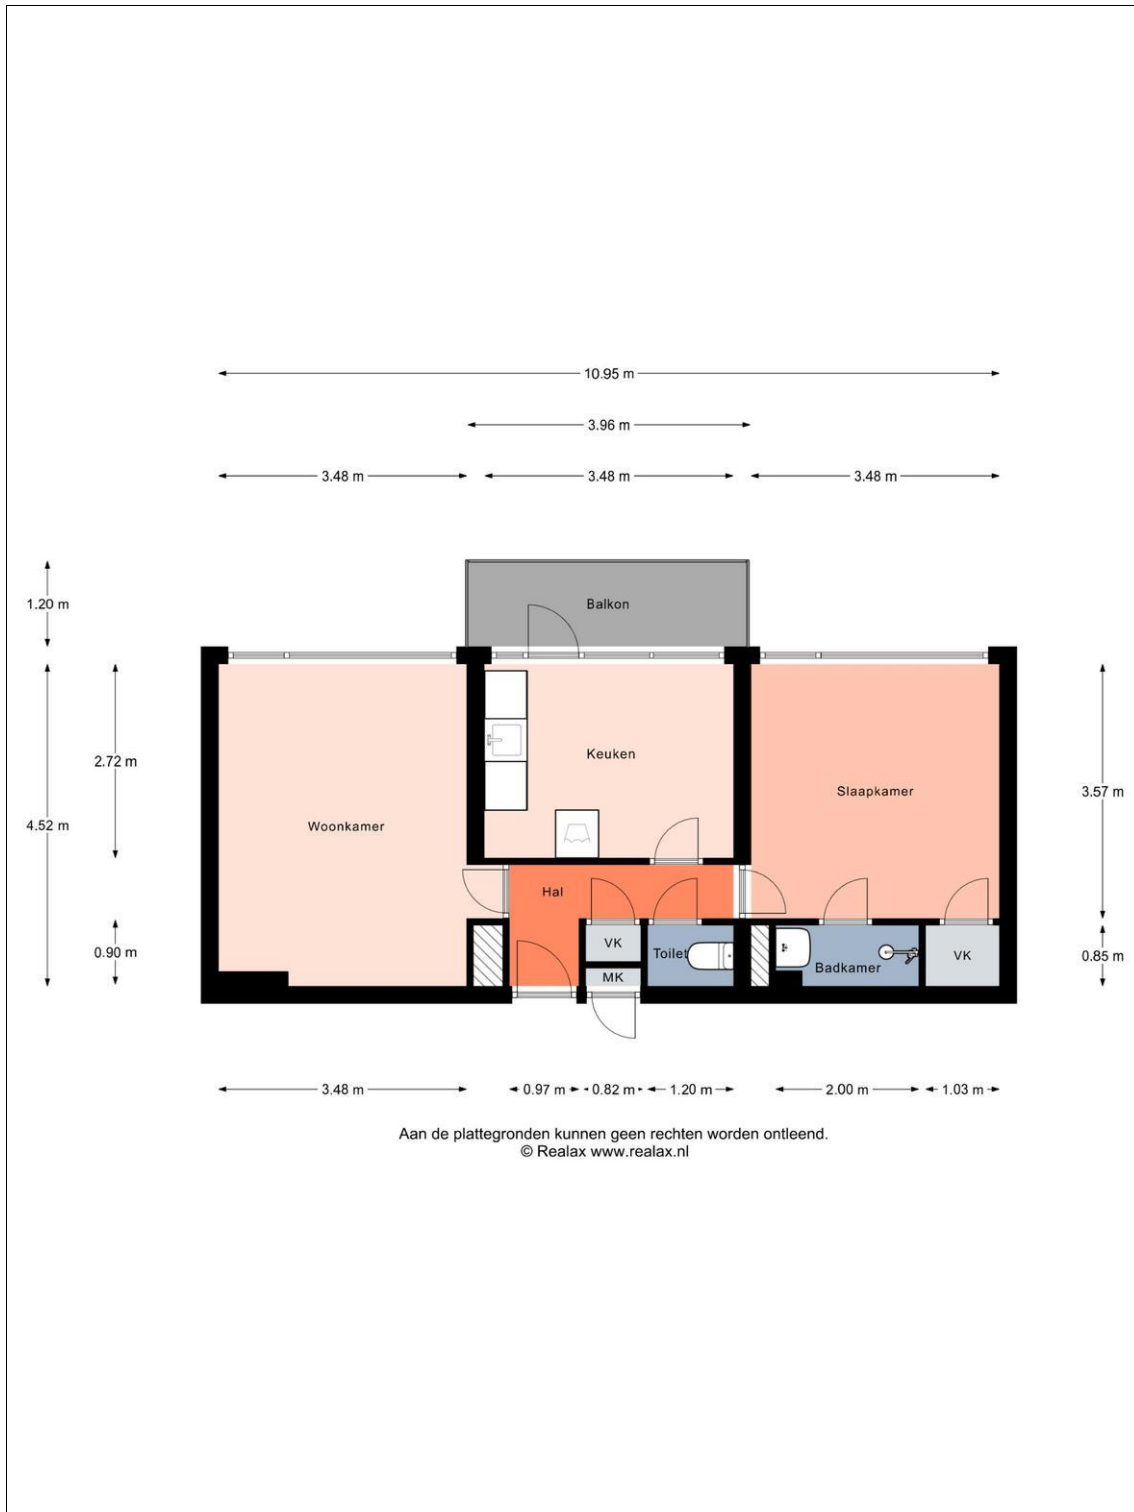 10.95 m
3.96 m
3.48 m
3.48 m
3.48 m
1.20 m
Balkon
2.72 m
Keuken
3.57 m
Slaapkamer
4.52 m
Woonkamer
Hal
0.90 m
VK
Toilet
Badkamer
VK
0.85 m
MK
3.48 m
0.97 m
0.82 m
1.20 m
2.00 m
1.03 m
Aan de plattegronden kunnen geen rechten worden ontleend.
© Realax www.realax.nl